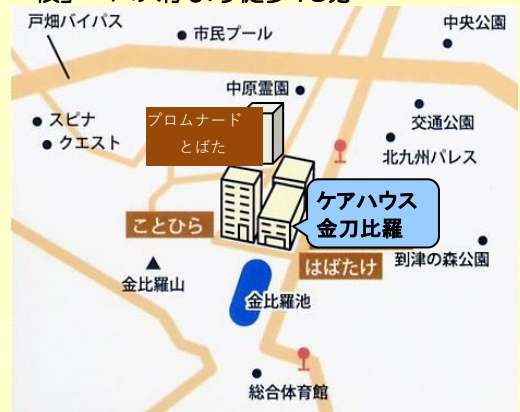 戸畑バイパス
市民プール
中央公園
中原霊園
スピナ
クエスト
プロムナード
とばた
交通公園
北九州パレス
ケアハウス
金刀比羅
ことひら
はばたけ
到津の森公園
金比羅山
金比羅池
総合体育館